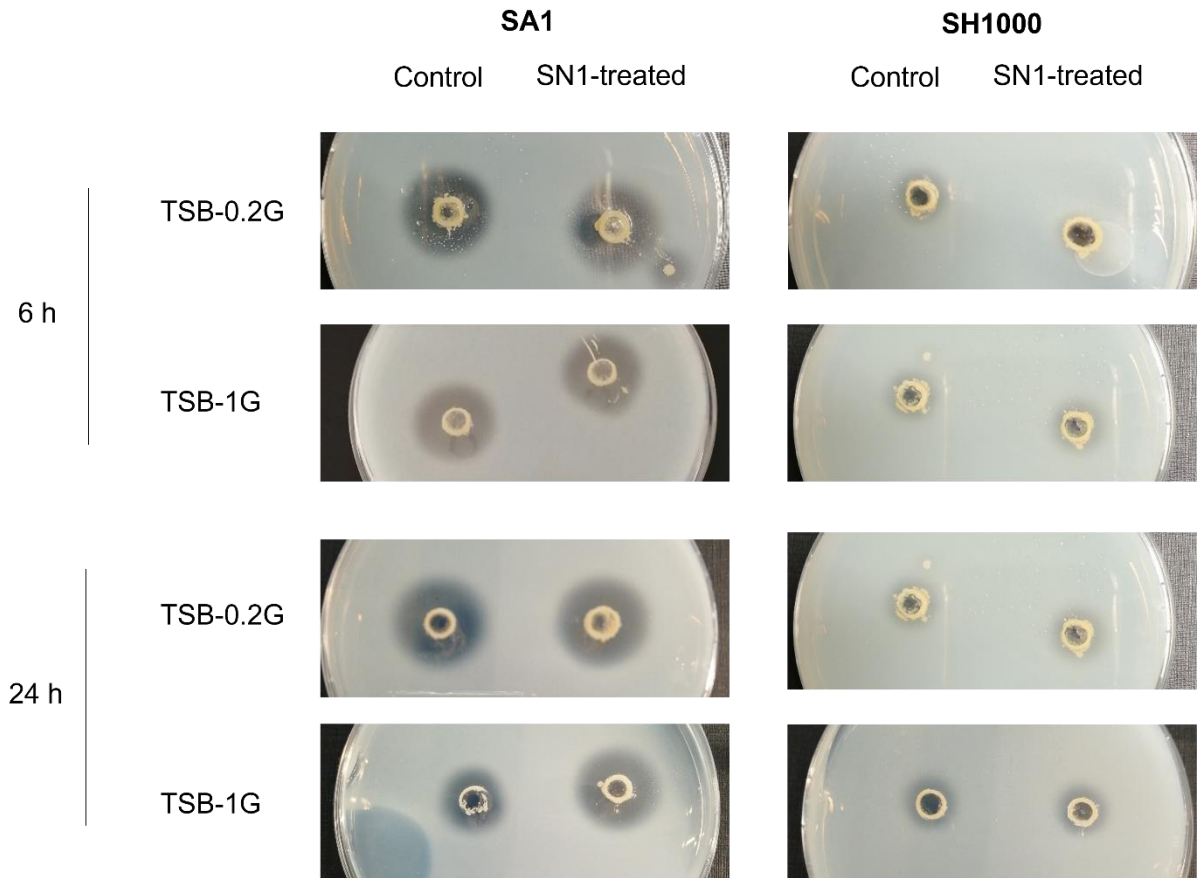 SA1 SH1000
Control SN1-treated Control SN1-treated
TSB-0.2G
6 h
TSB-1G
TSB-0.2G
24 h
TSB-1G